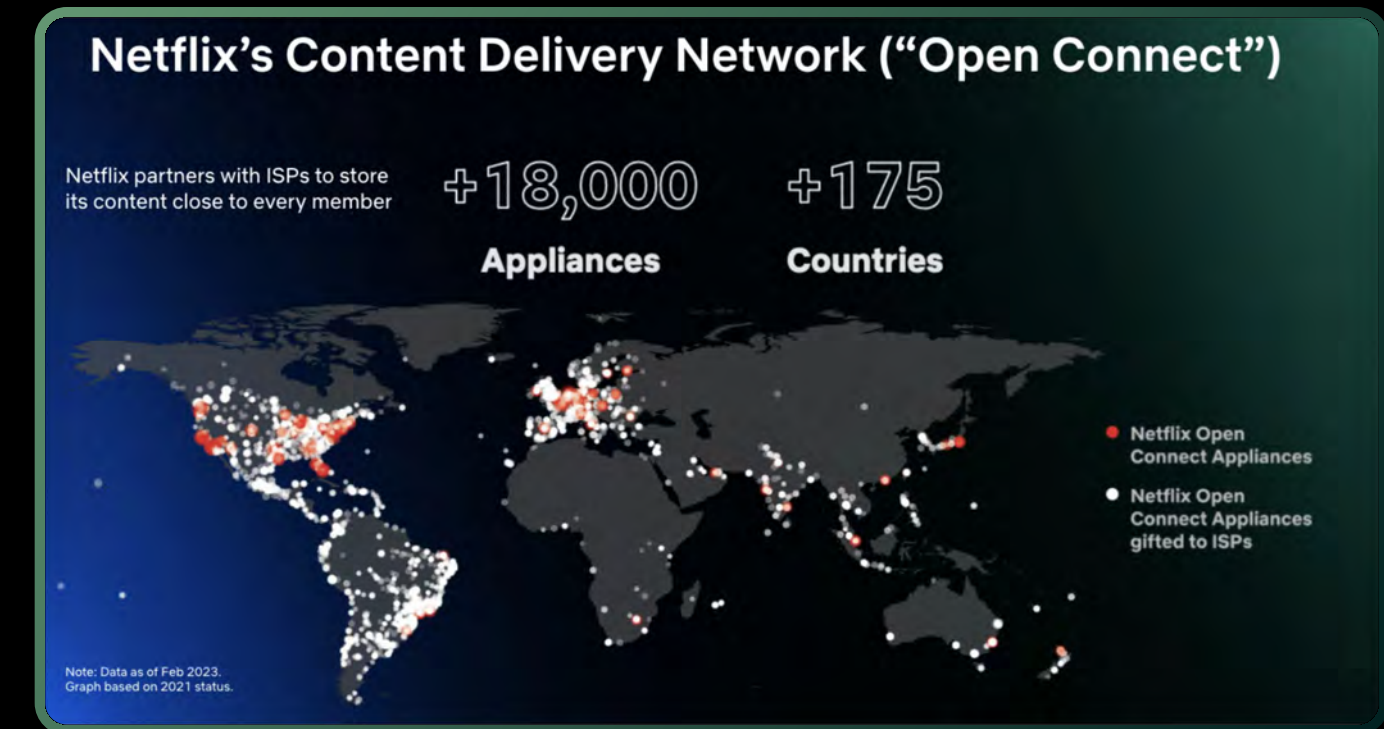 Netflix’s Content Delivery Network (“Open Connect”)
Netflix partners with ISPs to store
its content close to every member
+18,000
Appliances
+175
Countries
Netflix Open
Connect Appliances
Netflix Open
Connect Appliances
gifted to ISPs
Note: Data as of Feb 2023.
Graph based on 2021 status.